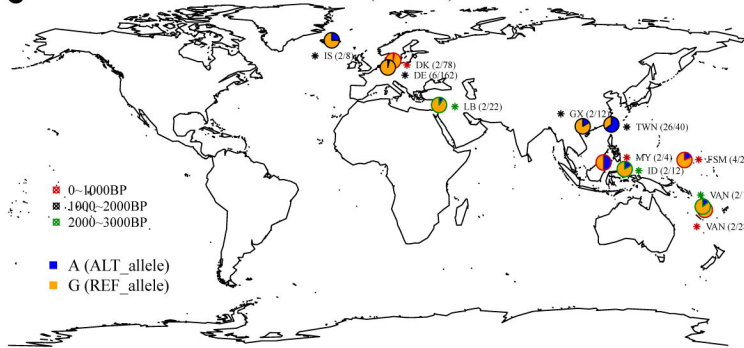 IS (2/8)
DK (2/78)
DE (6/162)
LB (2/22)
GX (2/12
TWN (26/40)
MY (2/4)
FSM (4/2
ID (2/12)
VAN (2/
VAN (2/28
0~1000BP
1000~2000BP
2000~3000BP
A (ALT_allele)
G (REF_allele)